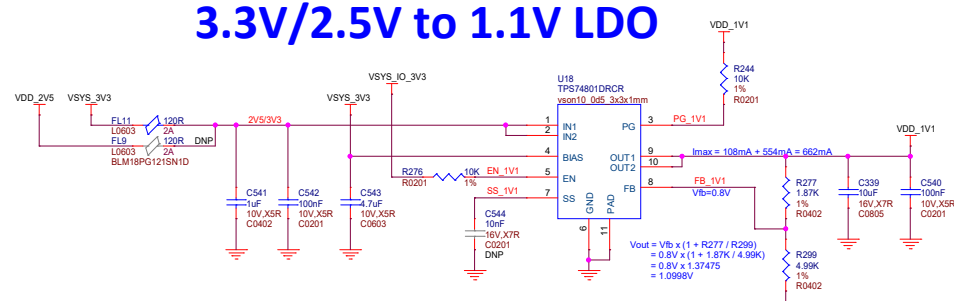 3.3V/2.5V to 1.1V LDO
VDD_1V1
R244
10K
1%
R0201
VSYS_IO_3V3
U18
TPS74801DRCR
vson10_0d5_3x3x1mm
VDD_2V5
VSYS_3V3
VSYS_3V3
FL11
120R
L0603
2A
FL9
120R
DNP
L0603
2A
BLM18PG121SN1D
2V5/3V3
1
IN1
2
IN2
4
BIAS
5
EN
7
SS
PG
3
PG_1V1
OUT1
9
OUT2
10
FB
8
GND
6
PAD
11
VDD_1V1
Imax = 108mA + 554mA = 662mA
R276
10K
EN_1V1
R0201
1%
SS_1V1
FB_1V1
Vfb=0.8V
C541
1uF
10V,X5R
C0402
C542
100nF
10V,X5R
C0201
C543
4.7uF
10V,X5R
C0603
C544
10nF
16V,X7R
C0201
DNP
R277
1.87K
1%
R0402
C339
10uF
16V,X7R
C0805
C540
100nF
10V,X5R
C0201
Vout = Vfb x (1 + R277 / R299)
= 0.8V x (1 + 1.87K / 4.99K)
= 0.8V x 1.37475
= 1.0998V
R299
4.99K
1%
R0402